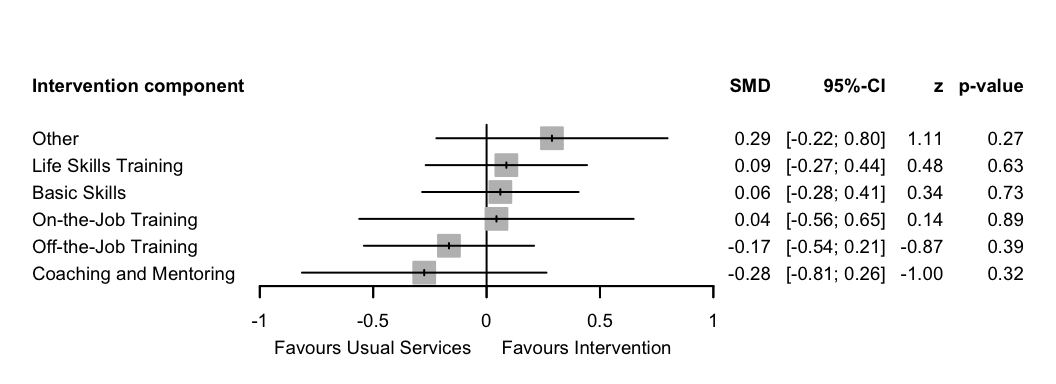 Intervention component SMD 95%-CI z p-value
Other 0.29 [-0.22; 0.80] 1.11 0.27
Life Skills Training 0.09 [-0.27; 0.44] 0.48 0.63
Basic Skills 0.06 [-0.28; 0.41] 0.34 0.73
On-the-Job Training 0.04 [-0.56; 0.65] 0.14 0.89
Off-the-Job Training -0.17 [-0.54; 0.21] -0.87 0.39
Coaching and Mentoring -0.28 [-0.81; 0.26] -1.00 0.32
-1 -0.5 0 0.5 1
Favours Usual Services Favours Intervention